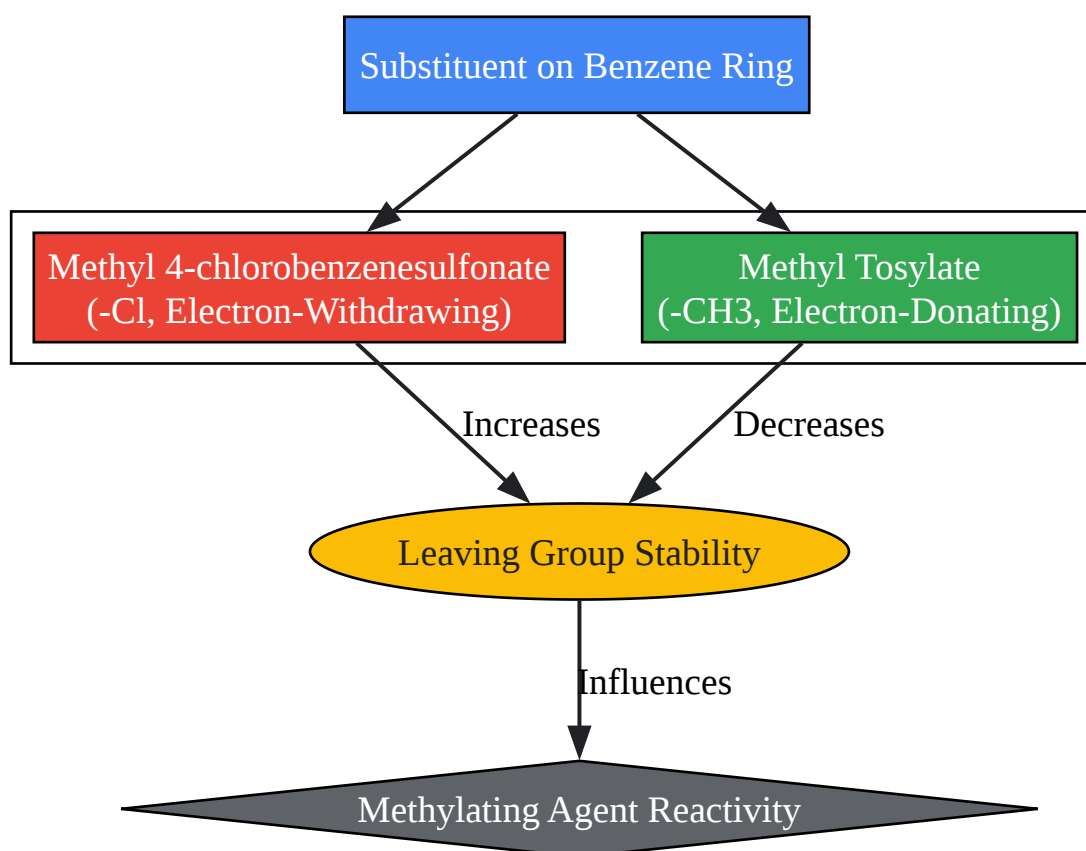 Substituent on Benzene Ring
Methyl 4-chlorobenzenesulfonate
(-Cl, Electron-Withdrawing)
Methyl Tosylate
(-CH3, Electron-Donating)
Increases
Decreases
Leaving Group Stability
Influences
Methylating Agent Reactivity